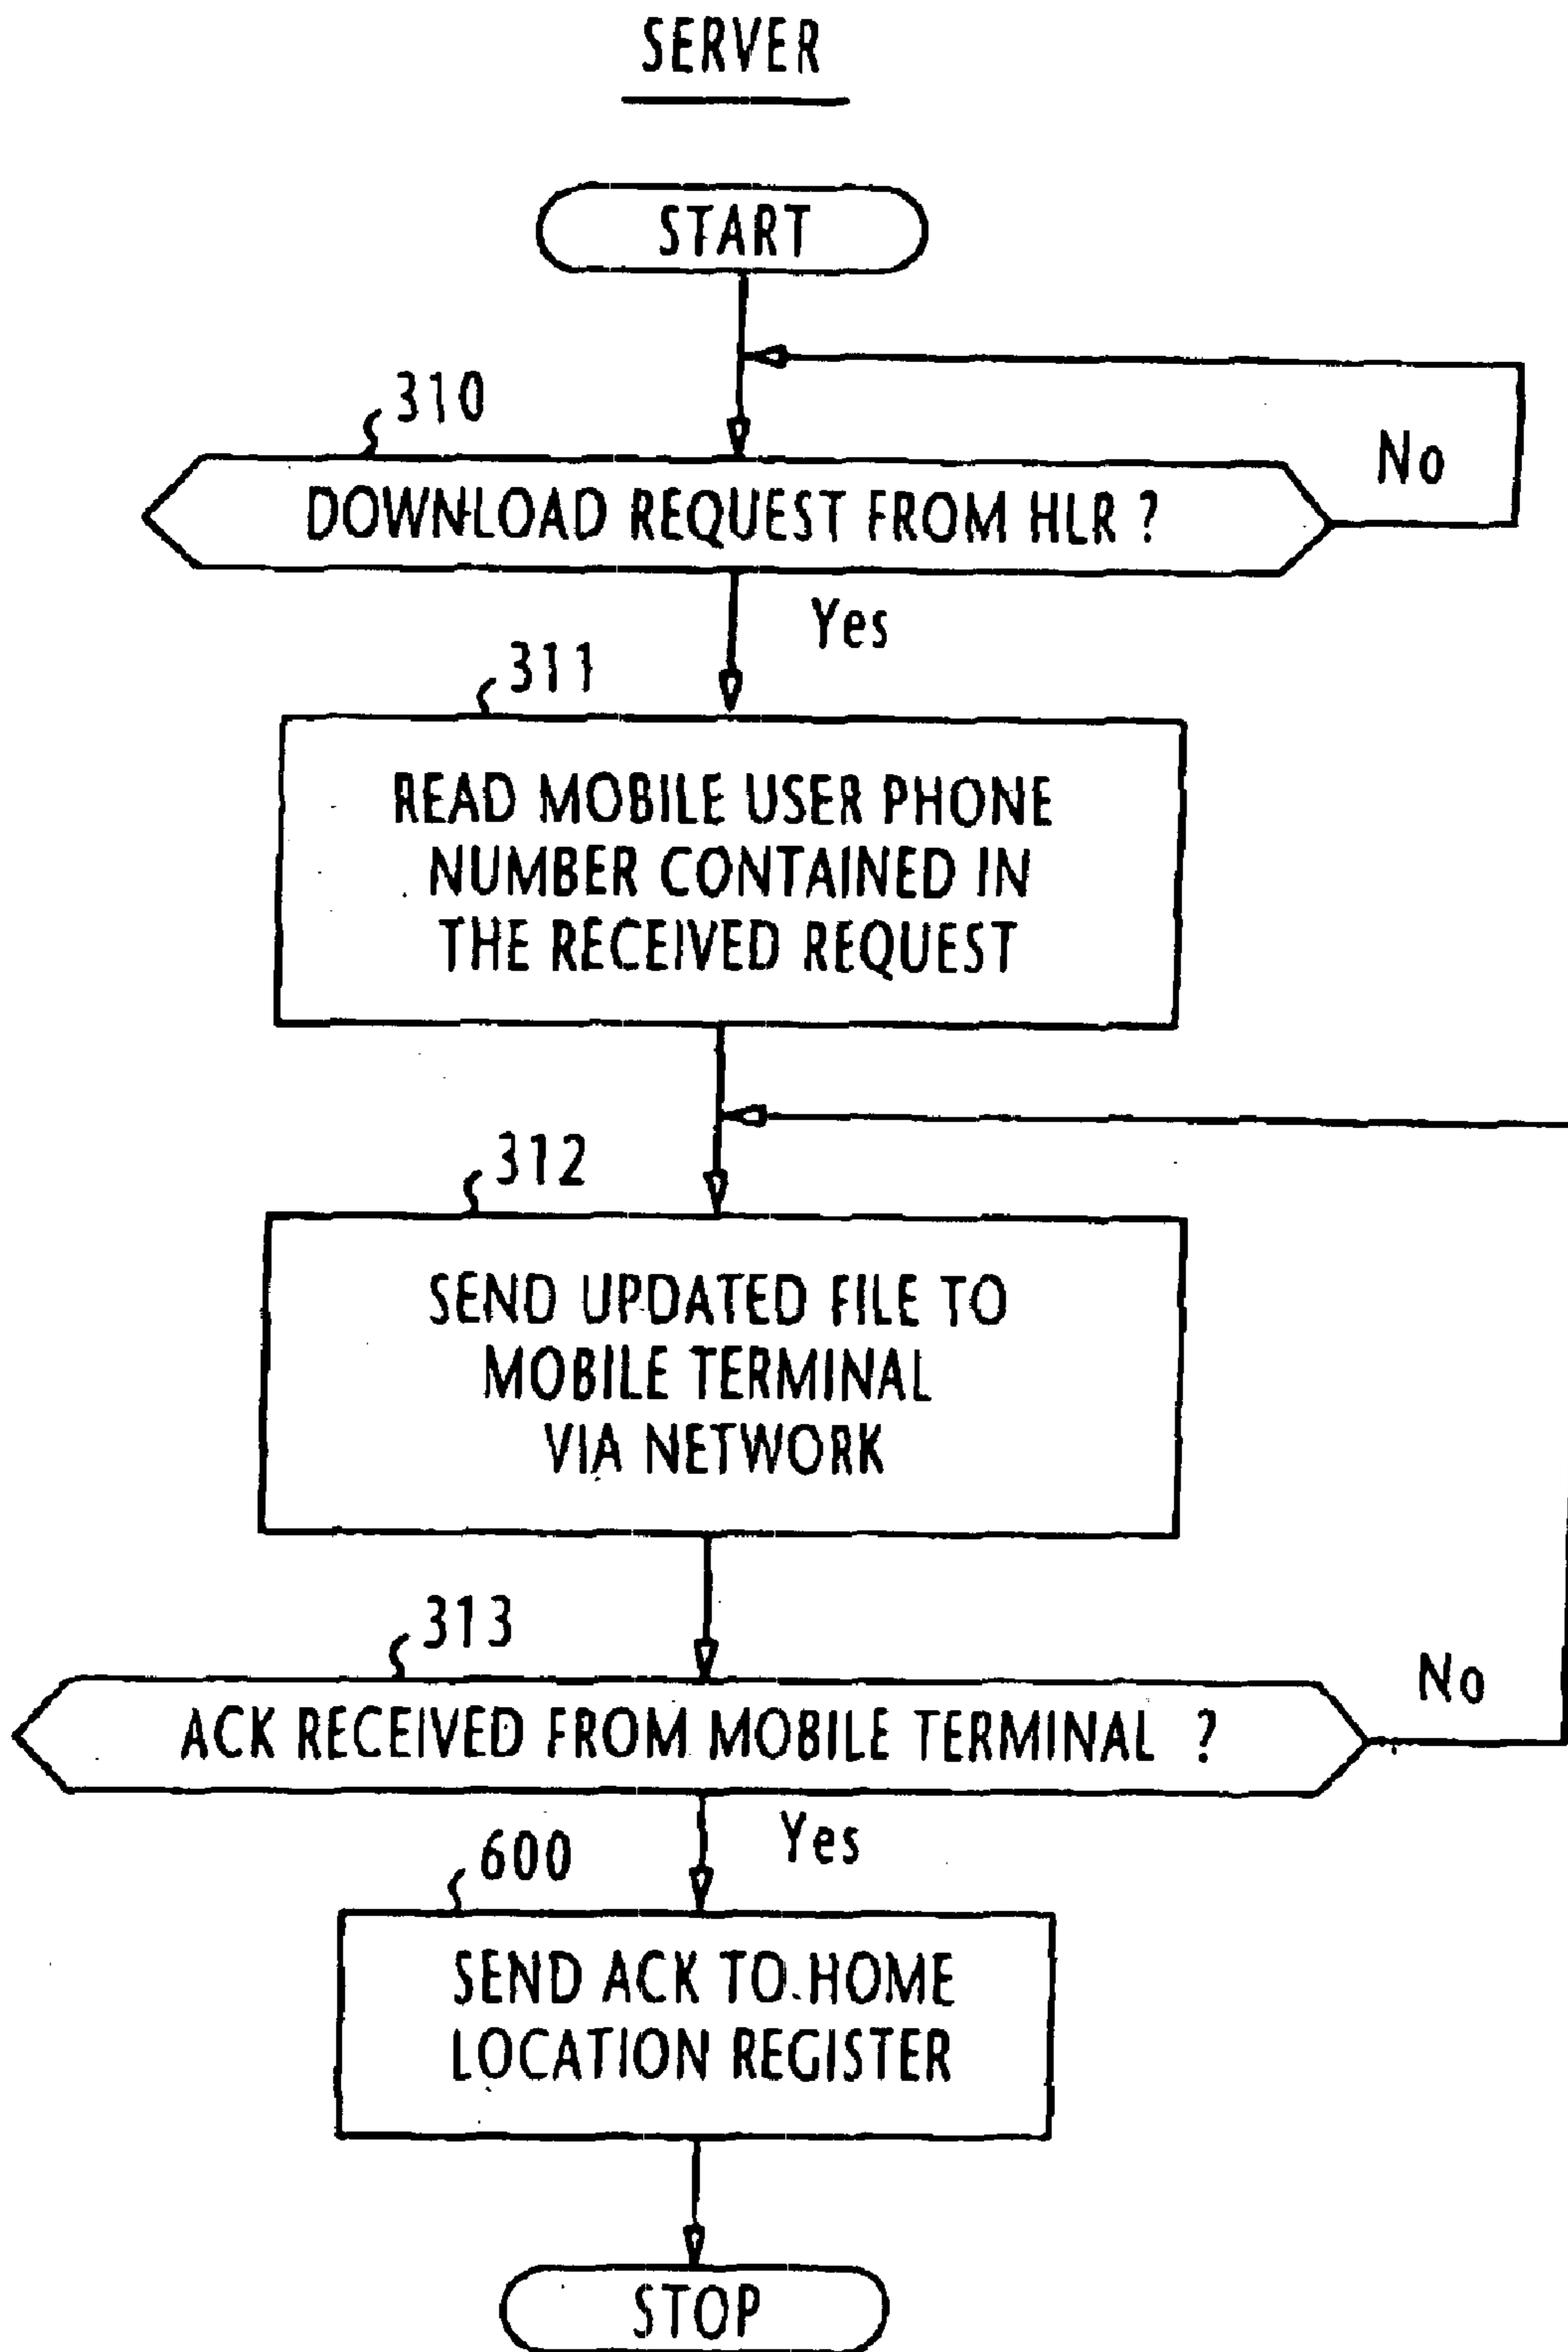 SERVER
START
310
DOWNLOAD REQUEST FROM HLR ?
No
Yes
311
READ MOBILE USER PHONE
NUMBER CONTAINED IN
THE RECEIVED REQUEST
312
SEND UPDATED FILE TO
MOBILE TERMINAL
VIA NETWORK
313
ACK RECEIVED FROM MOBILE TERMINAL ?
No
Yes
600
SEND ACK TO HOME
LOCATION REGISTER
STOP